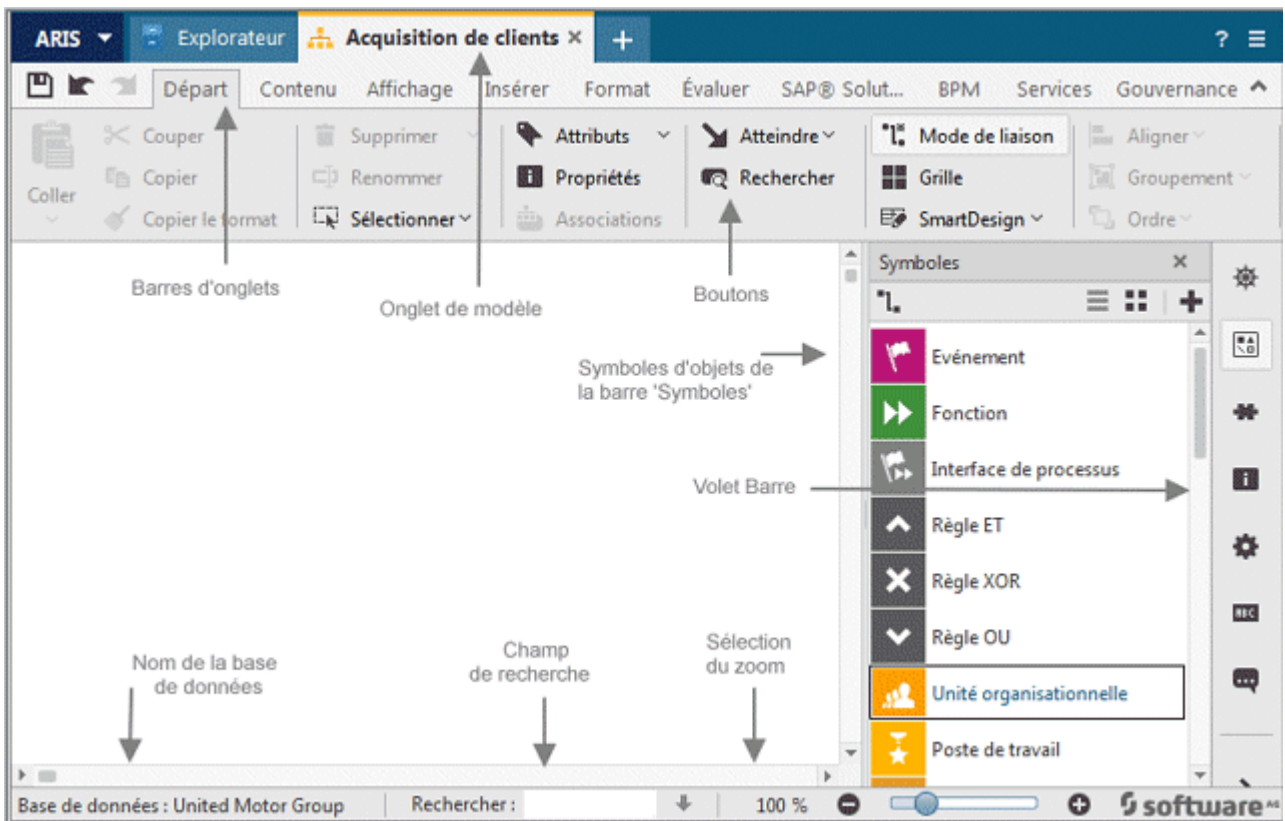 ARIS Explorateur Acquisition de clients × + ?
Départ Contenu Affichage Insérer Format Évaluer SAP® Solut... BPM Services Gouvernance
Coller
Couper
Copier
Copier le format
Supprimer
Renommer
Sélectionner
Attributs
Propriétés
Associations
Atteindre
Rechercher
Mode de liaison
Grille
SmartDesign
Aligner
Groupement
Ordre
Barres d'onglets
Onglet de modèle
Boutons
Symboles d'objets de
la barre 'Symboles'
Volet Barre
Nom de la base
de données
Champ
de recherche
Sélection
du zoom
Symboles
Evénement
Fonction
Interface de processus
Règle ET
Règle XOR
Règle OU
Unité organisationnelle
Poste de travail
ABC
Base de données : United Motor Group Rechercher : 100 % software AG